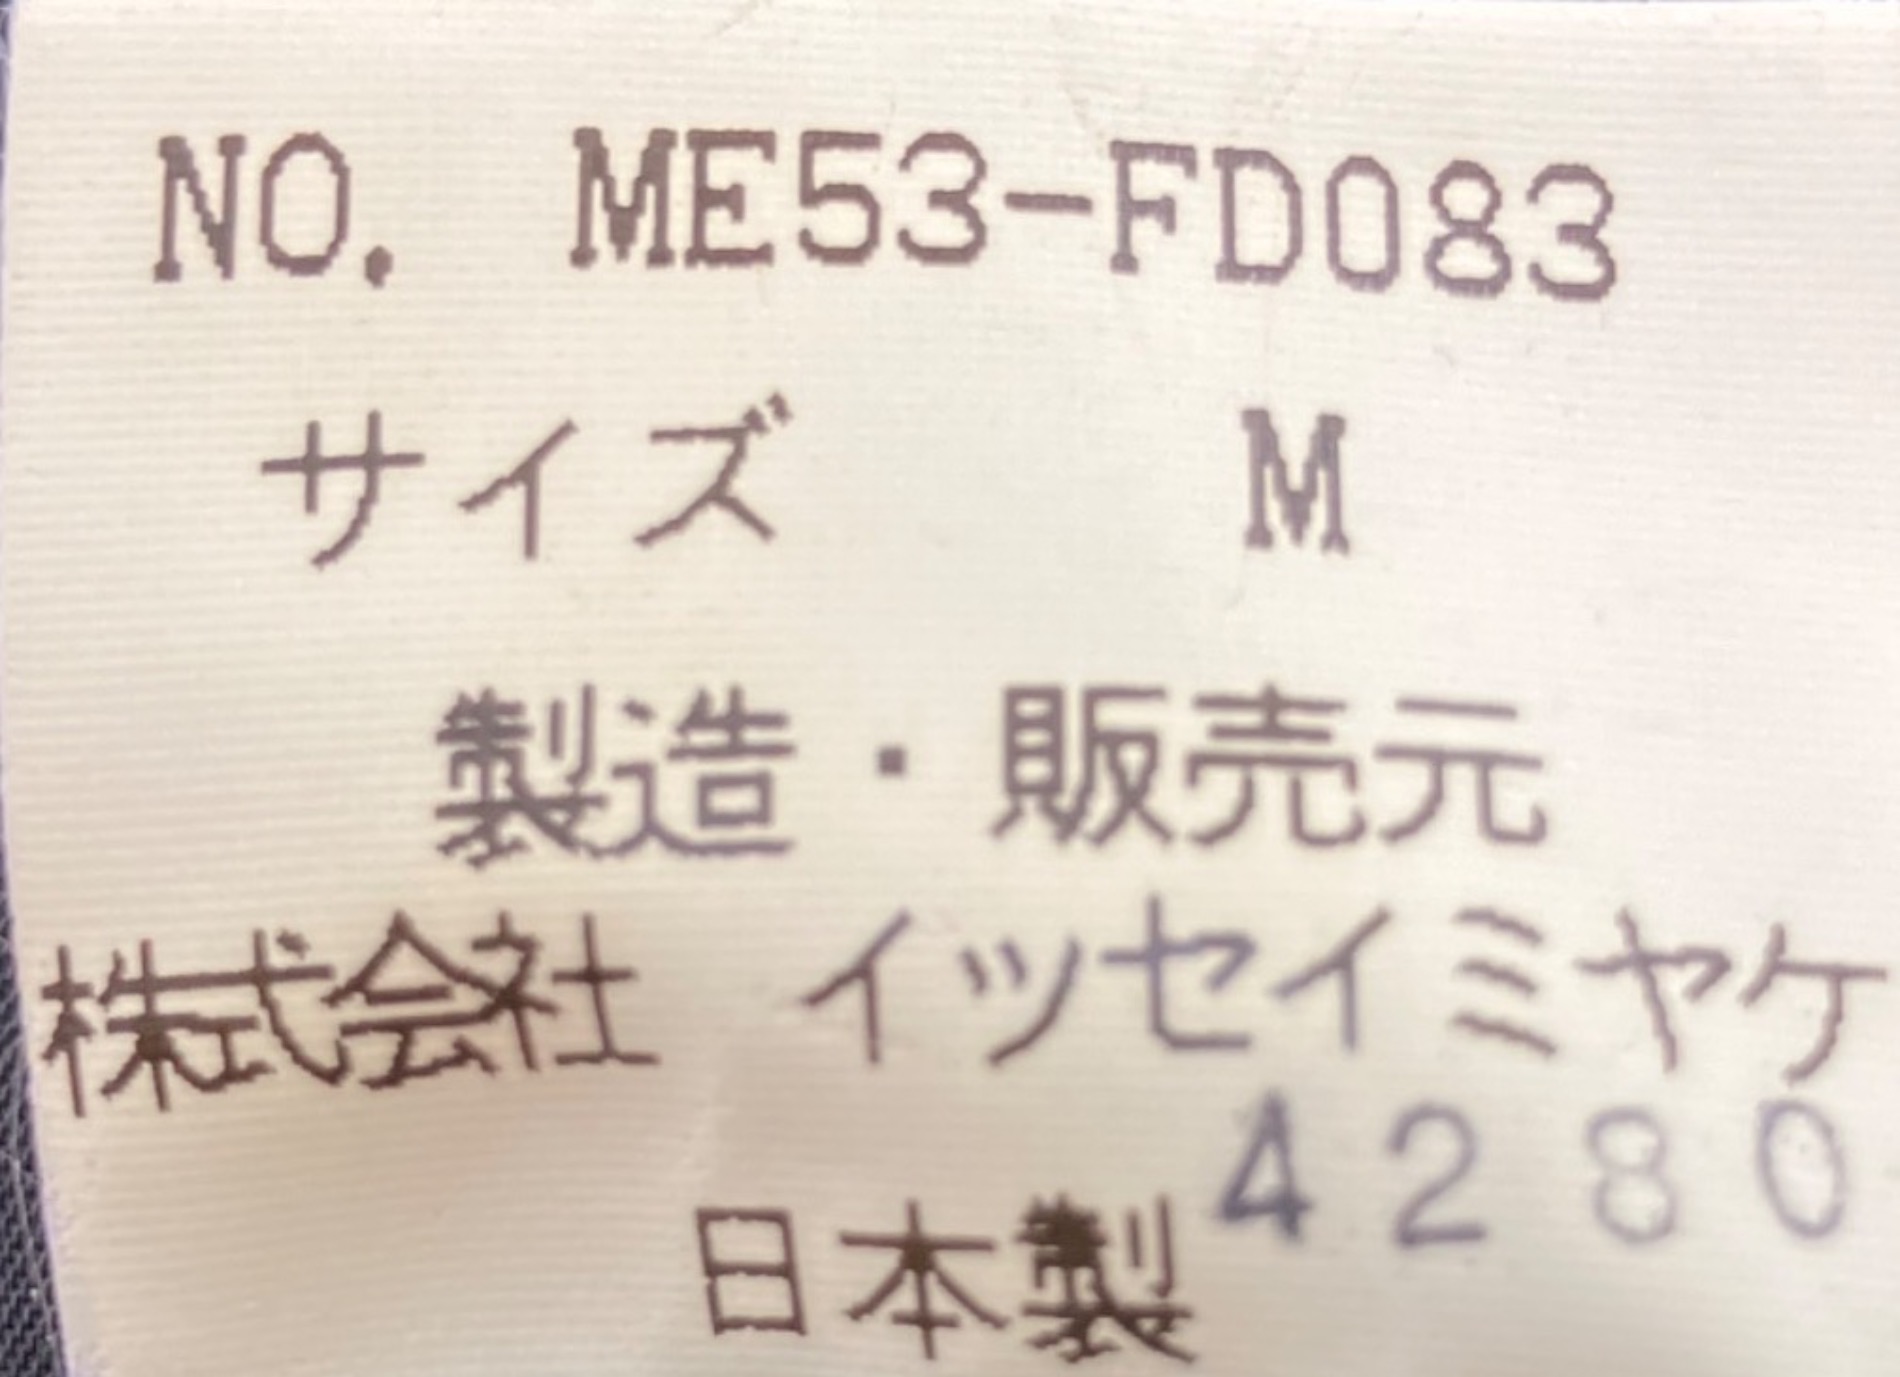 NO. ME53-FD083
サイズ M
製造・販売元
株式会社 イッセイミヤケ
4280
日本製